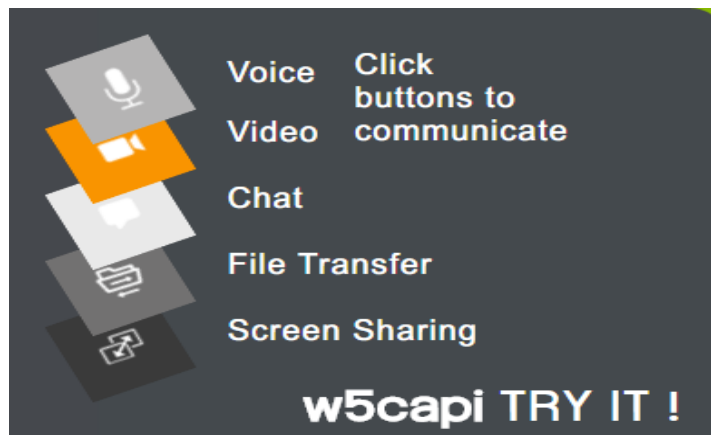 Voice
Video
Click
buttons to
communicate
Chat
File Transfer
Screen Sharing
w5capi TRY IT !